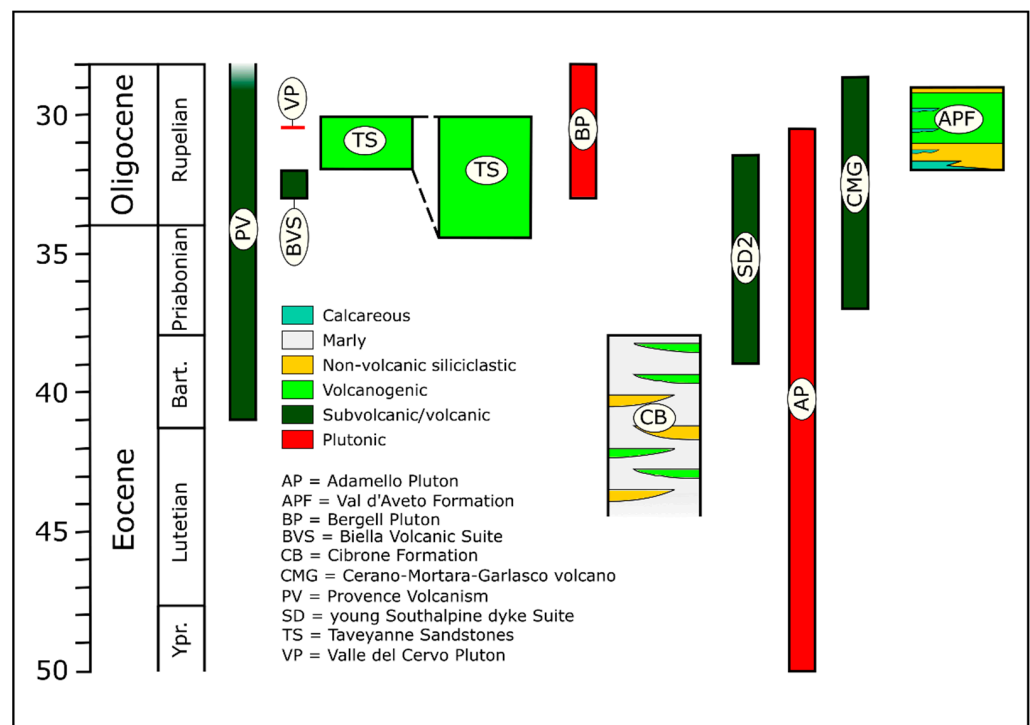 30
35
40
45
50
Oligocene
Eocene
Rupelian
Priabonian
Bart.
Lutetian
Ypr.
PV
VP
BVS
TS
TS
BP
CB
SD2
AP
CMG
APF
Calcareous
Marly
Non-volcanic siliciclastic
Volcanogenic
Subvolcanic/volcanic
Plutonic
AP = Adamello Pluton
APF = Val d'Aveto Formation
BP = Bergell Pluton
BVS = Biella Volcanic Suite
CB = Cibrone Formation
CMG = Cerano-Mortara-Garlasco volcano
PV = Provence Volcanism
SD = young Southalpine dyke Suite
TS = Taveyanne Sandstones
VP = Valle del Cervo Pluton